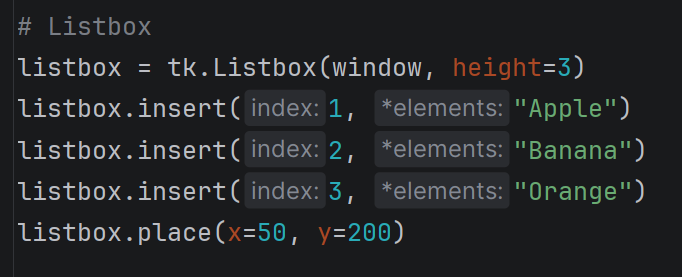 # Listbox
listbox = tk.Listbox(window, height=3)
listbox.insert(index: 1, *elements: "Apple")
listbox.insert(index: 2, *elements: "Banana")
listbox.insert(index: 3, *elements: "Orange")
listbox.place(x=50, y=200)